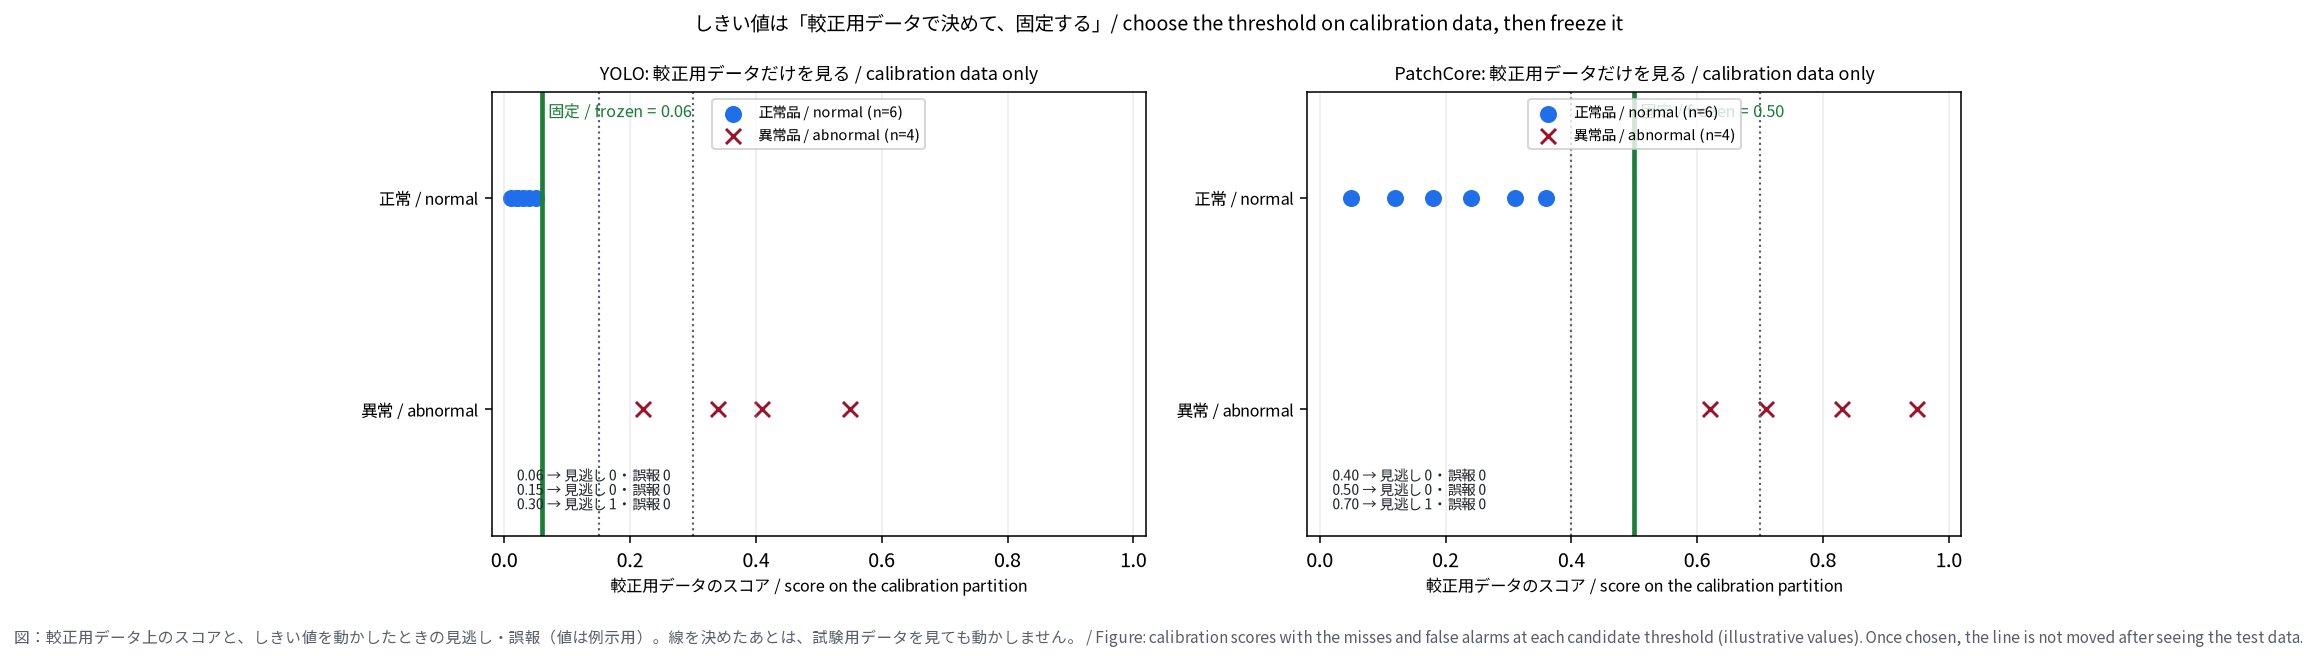 しきい値は「較正用データで決めて、固定する」/ choose the threshold on calibration data, then freeze it
YOLO: 較正用データだけを見る / calibration data only
固定 / frozen = 0.06
正常品 / normal (n=6)
異常品 / abnormal (n=4)
正常 / normal
異常 / abnormal
0.06 → 見逃し 0・誤報 0
0.15 → 見逃し 0・誤報 0
0.30 → 見逃し 1・誤報 0
0.0 0.2 0.4 0.6 0.8 1.0
較正用データのスコア / score on the calibration partition
PatchCore: 較正用データだけを見る / calibration data only
固定 / frozen = 0.50
正常品 / normal (n=6)
異常品 / abnormal (n=4)
正常 / normal
異常 / abnormal
0.40 → 見逃し 0・誤報 0
0.50 → 見逃し 0・誤報 0
0.70 → 見逃し 1・誤報 0
0.0 0.2 0.4 0.6 0.8 1.0
較正用データのスコア / score on the calibration partition
図：較正用データ上のスコアと、しきい値を動かしたときの見逃し・誤報（値は例示用）。線を決めたあとは、試験用データを見ても動かしません。 / Figure: calibration scores with the misses and false alarms at each candidate threshold (illustrative values). Once chosen, the line is not moved after seeing the test data.